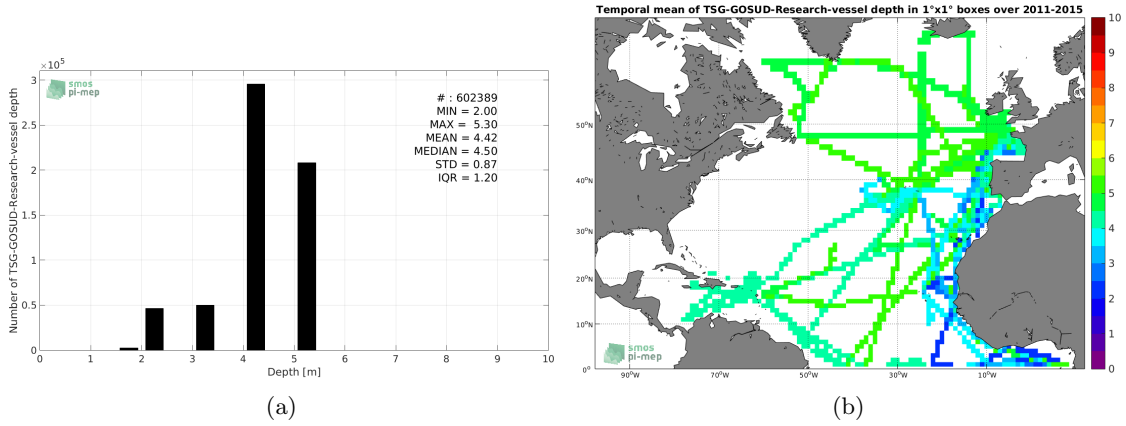 Temporal mean of TSG-GOSUD-Research-vessel depth in 1°x1° boxes over 2011-2015
×10⁵
smos
pi-mep
# : 602389
MIN = 2.00
MAX = 5.30
MEAN = 4.42
MEDIAN = 4.50
STD = 0.87
IQR = 1.20
Number of TSG-GOSUD-Research-vessel depth
3
2.5
2
1.5
1
0.5
0
0 1 2 3 4 5 6 7 8 9 10
Depth [m]
(a)
50°N
40°N
30°N
20°N
10°N
0°
90°W 70°W 50°W 30°W 10°W
smos
pi-mep
10
9
8
7
6
5
4
3
2
1
0
(b)